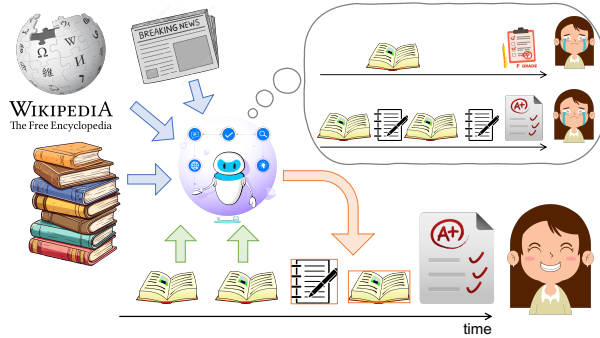 BREAKING NEWS
WIKIPEDIA
The Free Encyclopedia
F GRADE
A+
A+
time